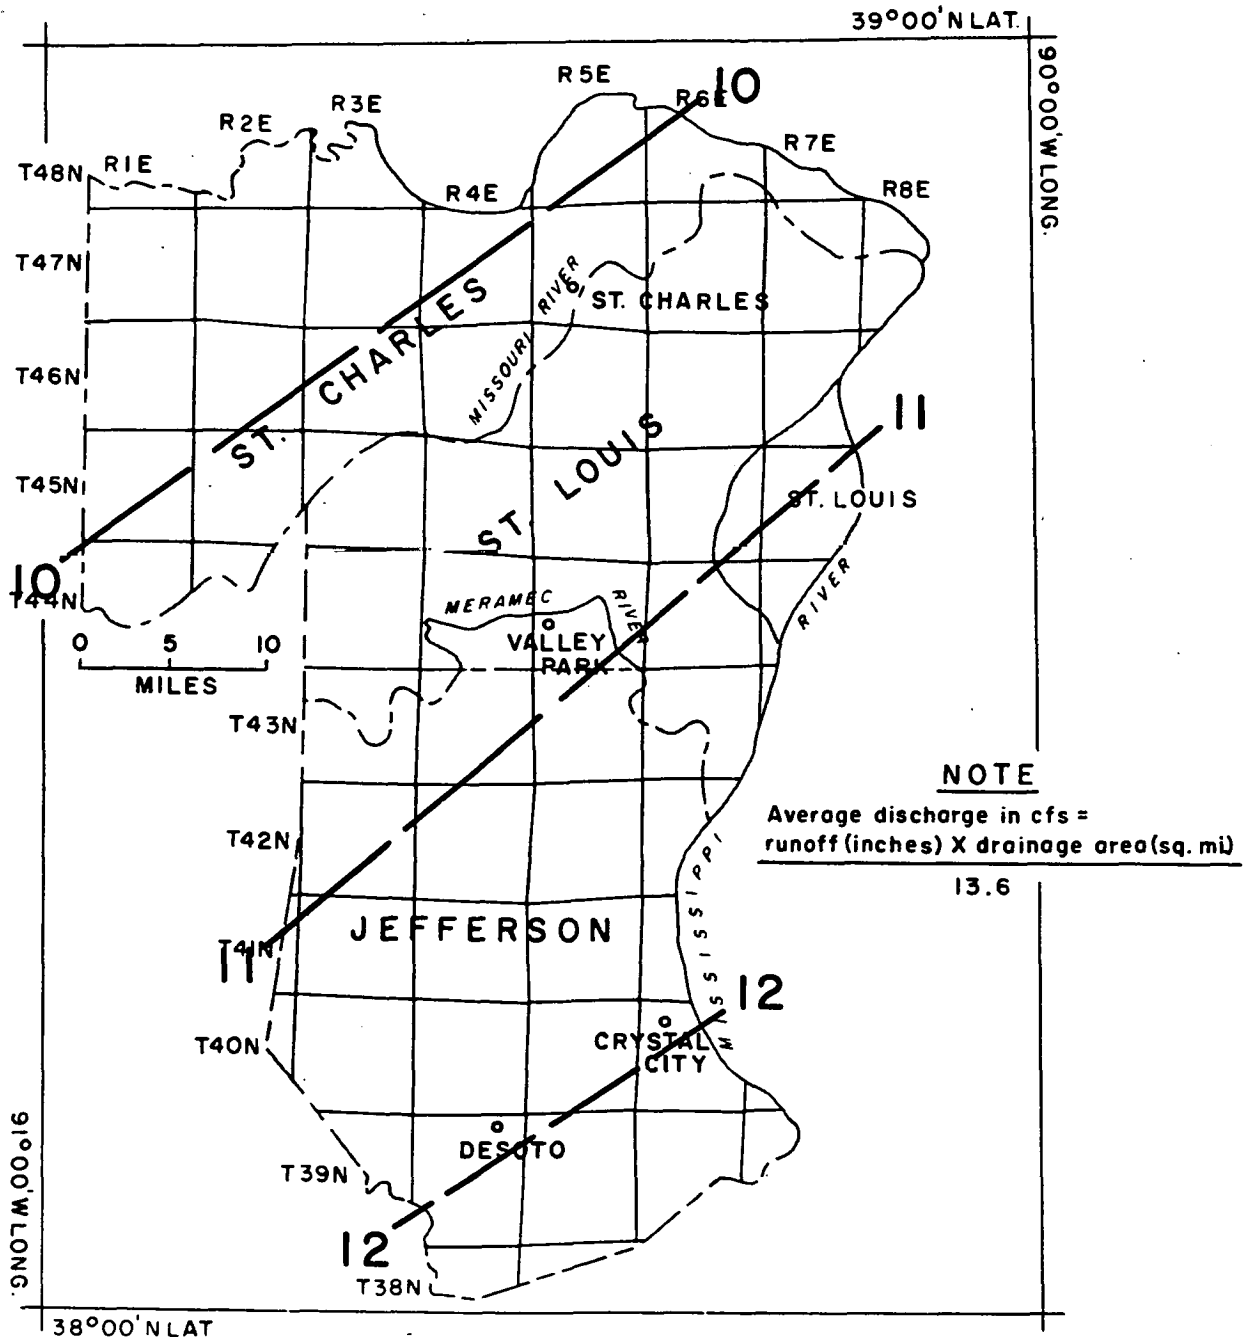 39°00'N LAT.
90°00'W LONG.
R5E
10
R6E
R3E
R2E
R7E
T48N
R1E
R4E
R8E
T47N
MISSOURI RIVER
ST. CHARLES
ST. CHARLES
T46N
11
ST. LOUIS
T45N
ST. LOUIS
10
T44N
MERAMEC RIVER
RIVER
0 5 10
MILES
VALLEY
PARK
T43N
NOTE
Average discharge in cfs =
runoff (inches) X drainage area (sq. mi)
13.6
T42N
MISSISSIPPI
JEFFERSON
T41N
11
12
T40N
CRYSTAL
CITY
91°00'W LONG.
DESOTO
T39N
12
T38N
38°00'N LAT